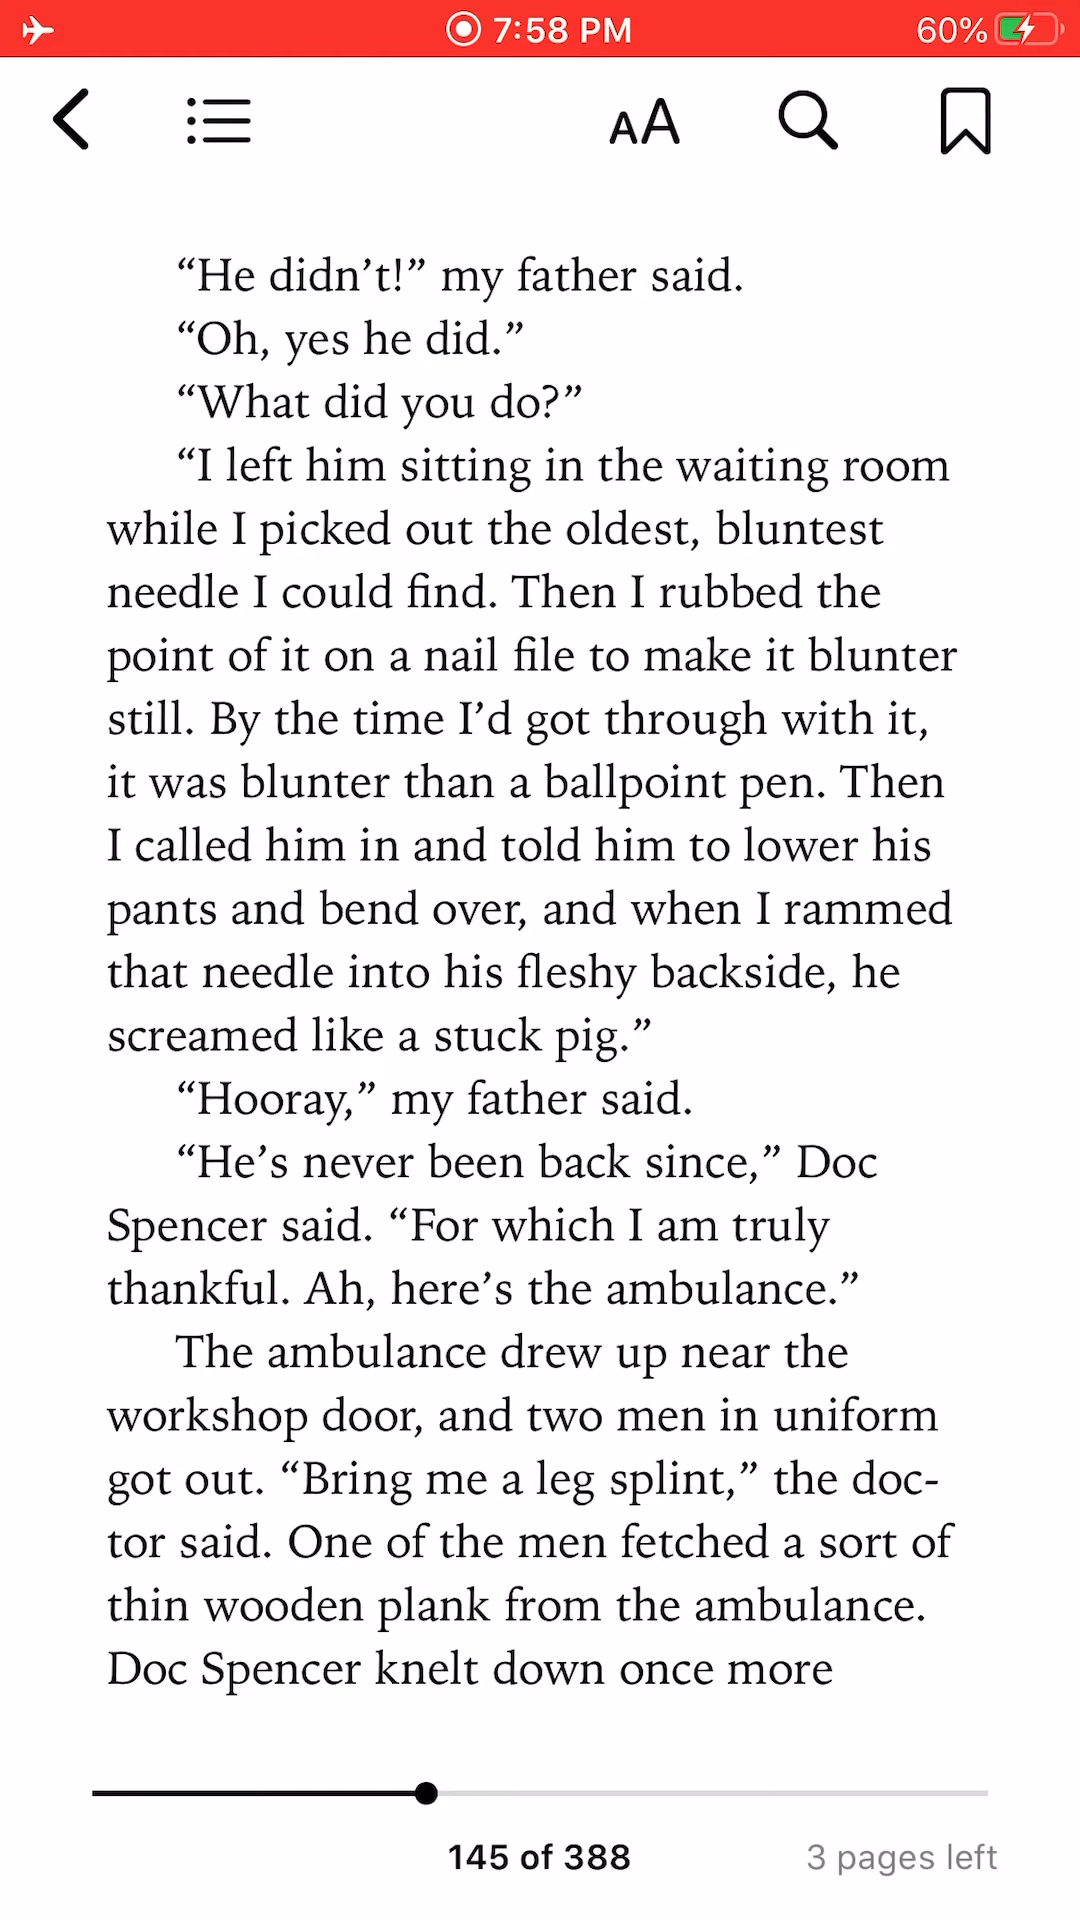 7:58 PM
60%
AA
“He didn’t!” my father said.
“Oh, yes he did.”
“What did you do?”
“I left him sitting in the waiting room
while I picked out the oldest, bluntest
needle I could find. Then I rubbed the
point of it on a nail file to make it blunter
still. By the time I’d got through with it,
it was blunter than a ballpoint pen. Then
I called him in and told him to lower his
pants and bend over, and when I rammed
that needle into his fleshy backside, he
screamed like a stuck pig.”
“Hooray,” my father said.
“He’s never been back since,” Doc
Spencer said. “For which I am truly
thankful. Ah, here’s the ambulance.”
The ambulance drew up near the
workshop door, and two men in uniform
got out. “Bring me a leg splint,” the doc-
tor said. One of the men fetched a sort of
thin wooden plank from the ambulance.
Doc Spencer knelt down once more
145 of 388
3 pages left